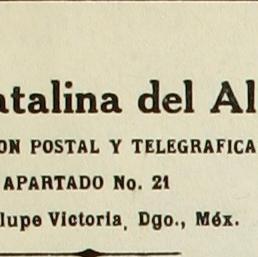 atalina del Al
ON POSTAL Y TELEGRAFICA
APARTADO No. 21
lupe Victoria, Dgo., Méx.